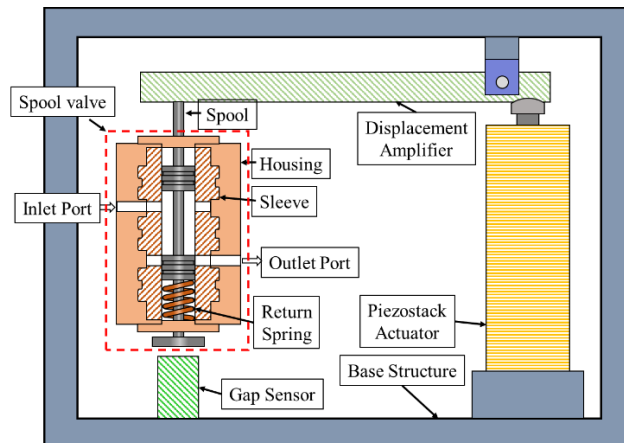 Spool valve
Spool
Displacement
Amplifier
Housing
Sleeve
Inlet Port
Outlet Port
Return
Spring
Piezostack
Actuator
Base Structure
Gap Sensor